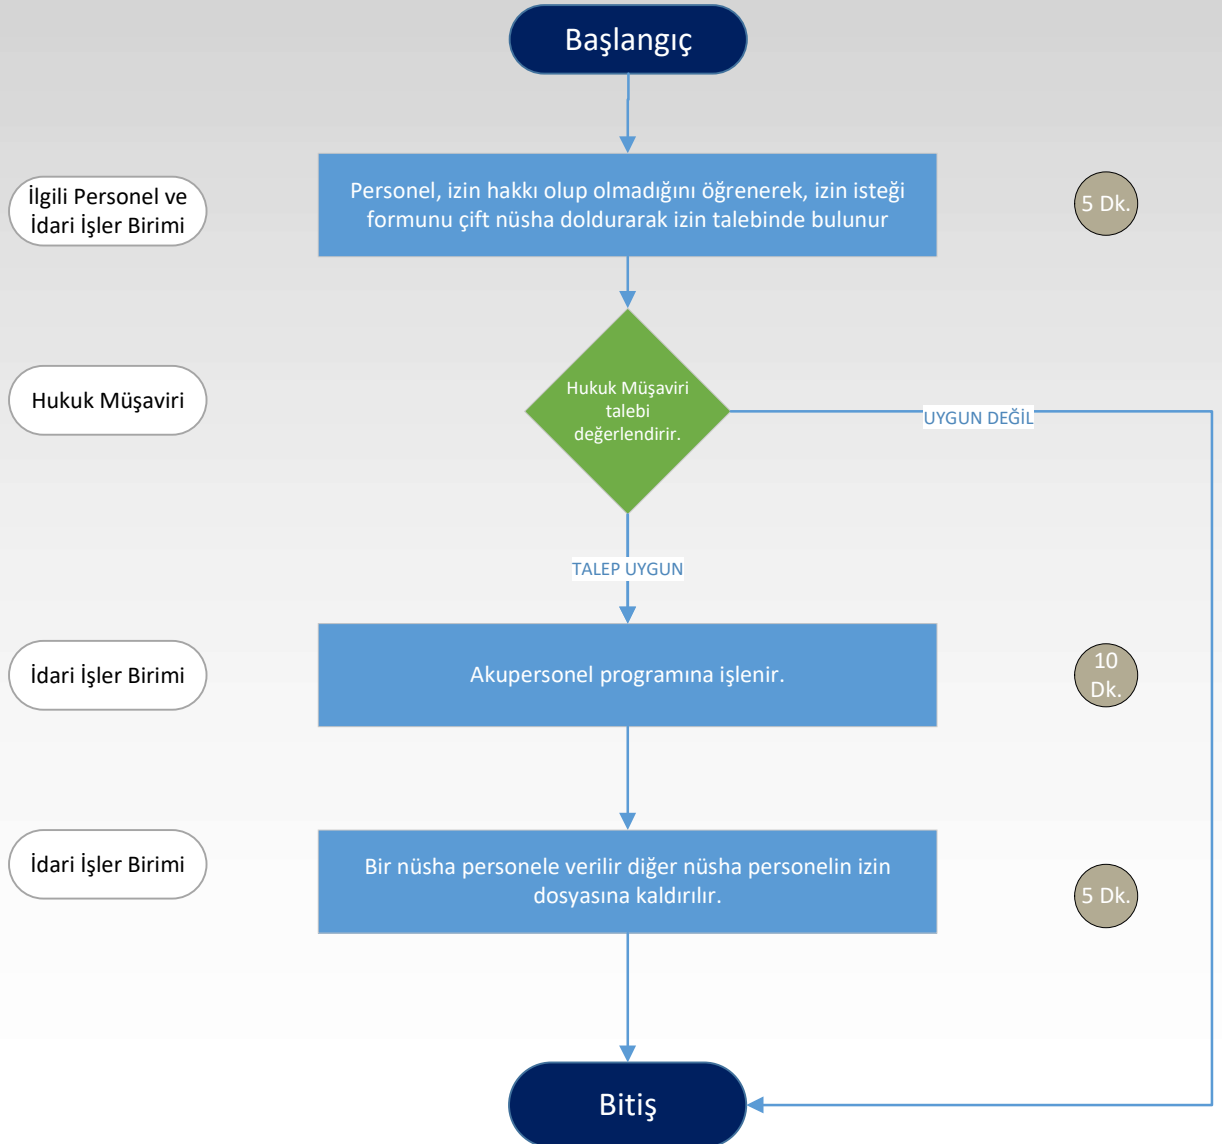 Başlangıç
İlgili Personel ve
İdari İşler Birimi
Personel, izin hakkı olup olmadığını öğrenerek, izin isteği
formunu çift nüsha doldurarak izin talebinde bulunur
5 Dk.
Hukuk Müşaviri
Hukuk Müşaviri
talebi
değerlendirir.
UYGUN DEĞİL
TALEP UYGUN
İdari İşler Birimi
Akupersonel programına işlenir.
10
Dk.
İdari İşler Birimi
Bir nüsha personele verilir diğer nüsha personelin izin
dosyasına kaldırılır.
5 Dk.
Bitiş